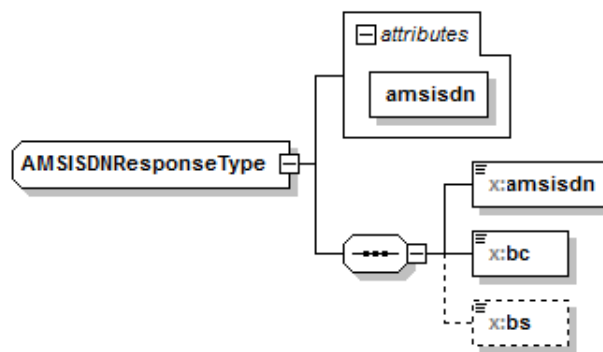 attributes
amsisdn
AMSISDNResponseType
x:amsisdn
x:bc
x:bs